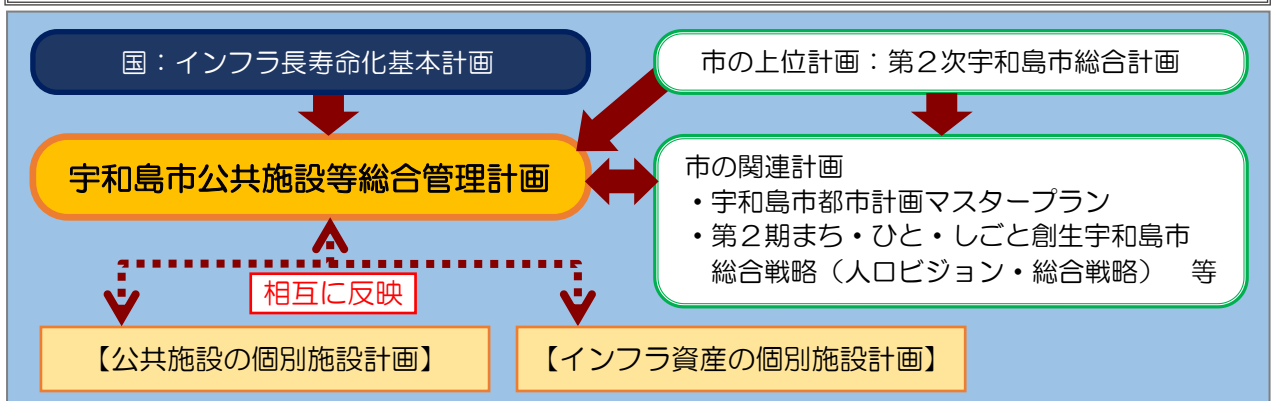 国：インフラ長寿命化基本計画
市の上位計画：第２次宇和島市総合計画
宇和島市公共施設等総合管理計画
市の関連計画
・宇和島市都市計画マスタープラン
・第２期まち・ひと・しごと創生宇和島市
総合戦略（人口ビジョン・総合戦略）　等
相互に反映
【公共施設の個別施設計画】
【インフラ資産の個別施設計画】